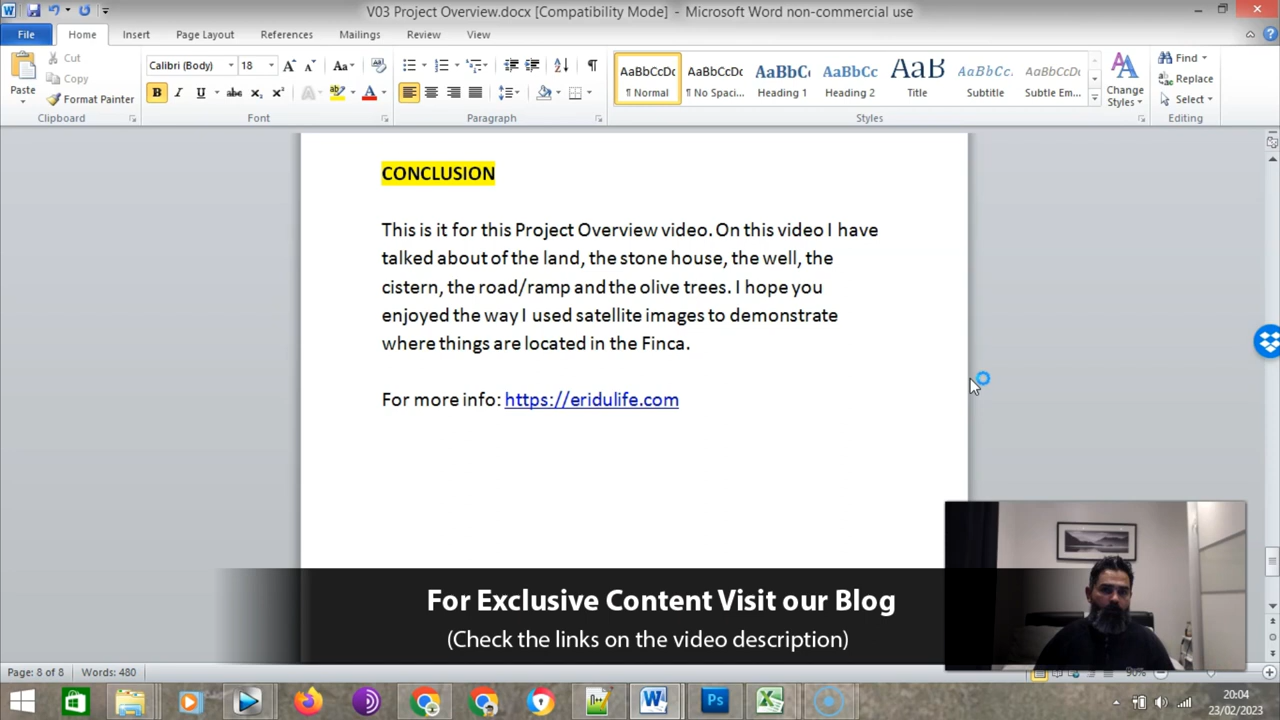 V03 Project Overview.docx [Compatibility Mode] - Microsoft Word non-commercial use
File Home Insert Page Layout References Mailings Review View
Cut
Copy
Format Painter
Paste
Clipboard
Calibri (Body) 18
Font
Paragraph
AaBbCcDc AaBbCcDc AaBbC AaBbCc AaB AaBbCcL AaBbCcDc
¶ Normal ¶ No Spaci... Heading 1 Heading 2 Title Subtitle Subtle Em...
Change
Styles
Styles
Find
Replace
Select
Editing
CONCLUSION
This is it for this Project Overview video. On this video I have
talked about of the land, the stone house, the well, the
cistern, the road/ramp and the olive trees. I hope you
enjoyed the way I used satellite images to demonstrate
where things are located in the Finca.
For more info: https://eridulife.com
For Exclusive Content Visit our Blog
(Check the links on the video description)
Page: 8 of 8 Words: 480
90%
20:04
23/02/2023